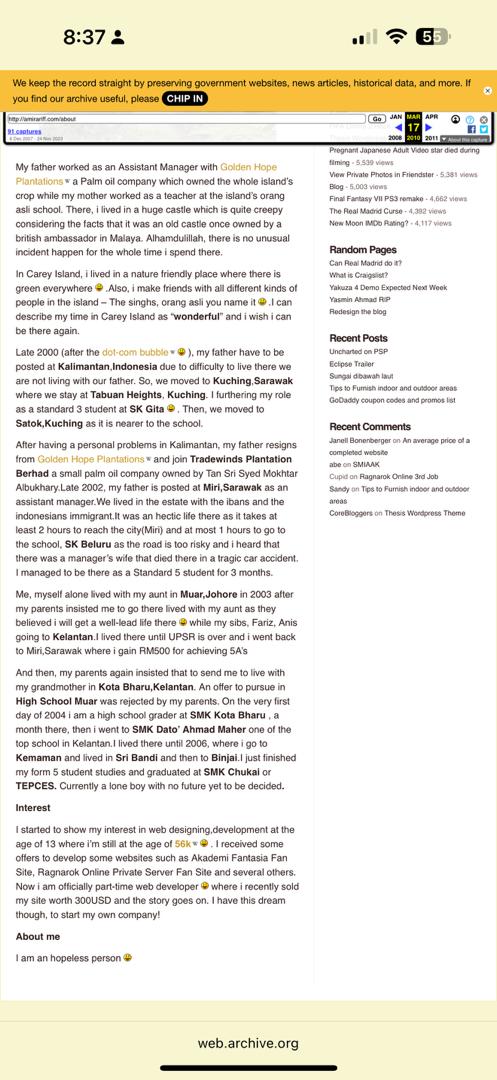 8:37
55
We keep the record straight by preserving government websites, news articles, historical data, and more. If
you find our archive useful, please CHIP IN
http://amirariff.com/about
Go
JAN
MAR
APR
91 captures
17
2008
2010
2011
About this capture
My father worked as an Assistant Manager with Golden Hope
Plantations a Palm oil company which owned the whole island's
crop while my mother worked as a teacher at the island's orang
asli school. There, i lived in a huge castle which is quite creepy
considering the facts that it was an old castle once owned by a
british ambassador in Malaya. Alhamdulillah, there is no unusual
incident happen for the whole time i spend there.
In Carey Island, i lived in a nature friendly place where there is
green everywhere .Also, i make friends with all different kinds of
people in the island – The singhs, orang asli you name it .I can
describe my time in Carey Island as "wonderful" and i wish i can
be there again.
Late 2000 (after the dot-com bubble ), my father have to be
posted at Kalimantan,Indonesia due to difficulty to live there we
are not living with our father. So, we moved to Kuching,Sarawak
where we stay at Tabuan Heights, Kuching. I furthering my role
as a standard 3 student at SK Gita . Then, we moved to
Satok,Kuching as it is nearer to the school.
After having a personal problems in Kalimantan, my father resigns
from Golden Hope Plantations and join Tradewinds Plantation
Berhad a small palm oil company owned by Tan Sri Syed Mokhtar
Albukhary.Late 2002, my father is posted at Miri,Sarawak as an
assistant manager.We lived in the estate with the ibans and the
indonesians immigrant.It was an hectic life there as it takes at
least 2 hours to reach the city(Miri) and at most 1 hours to go to
the school, SK Beluru as the road is too risky and i heard that
there was a manager's wife that died there in a tragic car accident.
I managed to be there as a Standard 5 student for 3 months.
Me, myself alone lived with my aunt in Muar,Johore in 2003 after
my parents insisted me to go there lived with my aunt as they
believed i will get a well-lead life there while my sibs, Fariz, Anis
going to Kelantan.I lived there until UPSR is over and i went back
to Miri,Sarawak where i gain RM500 for achieving 5A's
And then, my parents again insisted that to send me to live with
my grandmother in Kota Bharu,Kelantan. An offer to pursue in
High School Muar was rejected by my parents. On the very first
day of 2004 i am a high school grader at SMK Kota Bharu , a
month there, then i went to SMK Dato' Ahmad Maher one of the
top school in Kelantan.I lived there until 2006, where i go to
Kemaman and lived in Sri Bandi and then to Binjai.I just finished
my form 5 student studies and graduated at SMK Chukai or
TEPCES. Currently a lone boy with no future yet to be decided.
Interest
I started to show my interest in web designing,development at the
age of 13 where i'm still at the age of 56k . I received some
offers to develop some websites such as Akademi Fantasia Fan
Site, Ragnarok Online Private Server Fan Site and several others.
Now i am officially part-time web developer where i recently sold
my site worth 300USD and the story goes on. I have this dream
though, to start my own company!
About me
I am an hopeless person
Pregnant Japanese Adult Video star died during
filming - 5,539 views
View Private Photos in Friendster - 5,381 views
Blog - 5,003 views
Final Fantasy VII PS3 remake - 4,662 views
The Real Madrid Curse - 4,392 views
New Moon IMDb Rating? - 4,117 views
Random Pages
Can Real Madrid do it?
What is Craigslist?
Yakuza 4 Demo Expected Next Week
Yasmin Ahmad RIP
Redesign the blog
Recent Posts
Uncharted on PSP
Eclipse Trailer
Sungai dibawah laut
Tips to Furnish indoor and outdoor areas
GoDaddy coupon codes and promos list
Recent Comments
Janell Bonenberger on An average price of a
completed website
abe on SMIAAK
Cupid on Ragnarok Online 3rd Job
Sandy on Tips to Furnish indoor and outdoor
areas
CoreBloggers on Thesis Wordpress Theme
web.archive.org